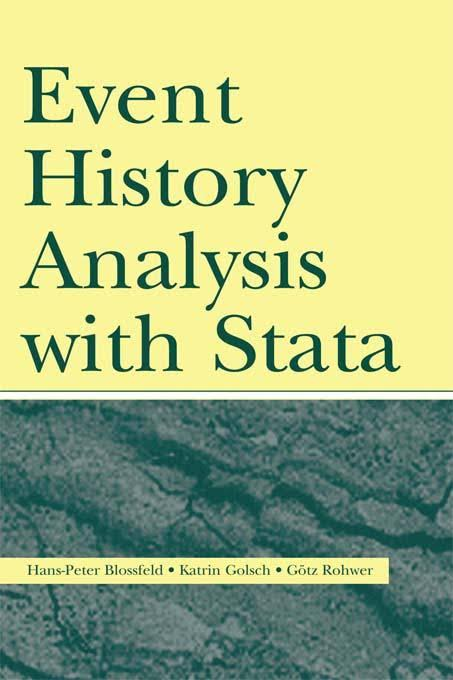 Event
History
Analysis
with Stata
Hans-Peter Blossfeld • Katrin Golsch • Götz Rohwer